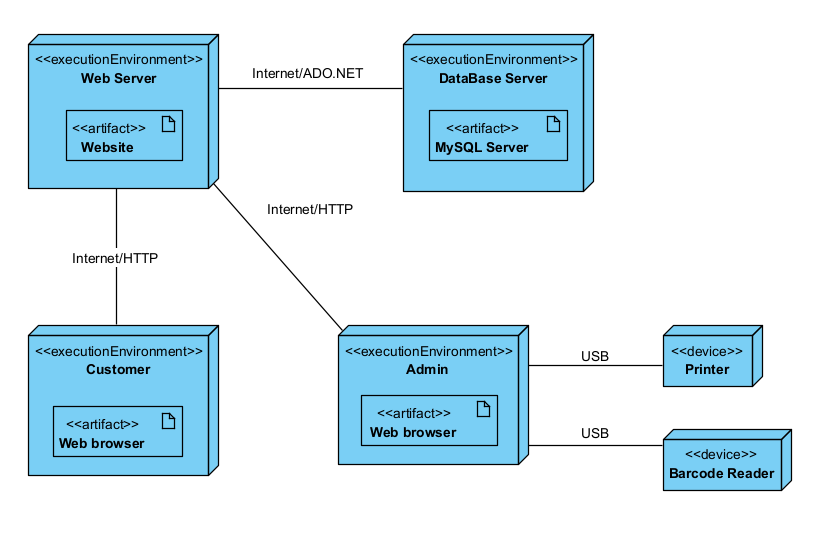 <<executionEnvironment>>
Web Server
<<artifact>>
Website
Internet/ADO.NET
<<executionEnvironment>>
DataBase Server
<<artifact>>
MySQL Server
Internet/HTTP
Internet/HTTP
<<executionEnvironment>>
Customer
<<artifact>>
Web browser
<<executionEnvironment>>
Admin
<<artifact>>
Web browser
USB
<<device>>
Printer
USB
<<device>>
Barcode Reader